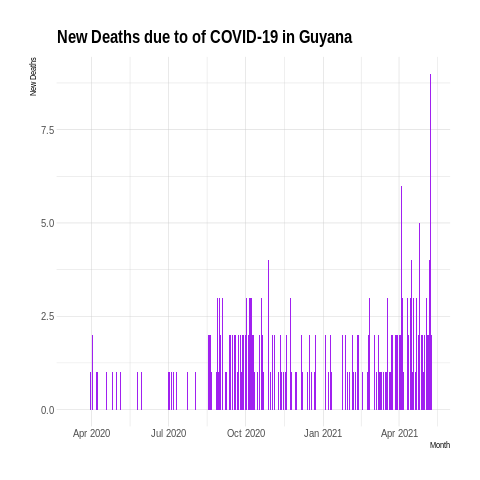 New Deaths due to of COVID-19 in Guyana
New Deaths
7.5
5.0
2.5
0.0
Apr 2020 Jul 2020 Oct 2020 Jan 2021 Apr 2021
Month